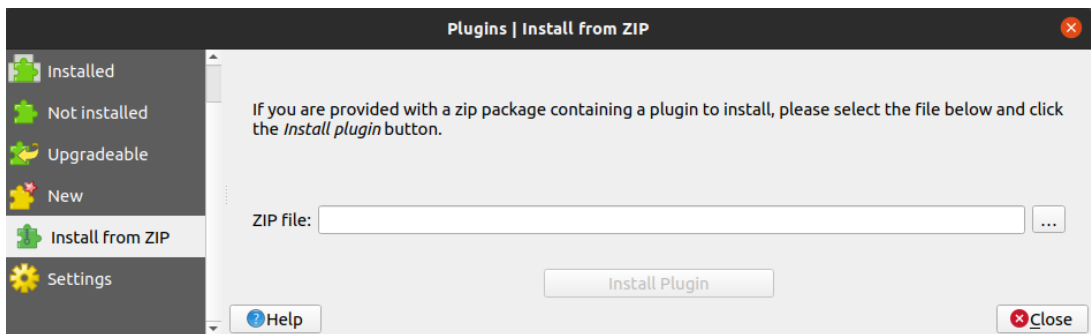 Plugins | Install from ZIP
Installed
Not installed
Upgradeable
New
Install from ZIP
Settings
If you are provided with a zip package containing a plugin to install, please select the file below and click
the Install plugin button.
ZIP file:
...
Install Plugin
Help
Close